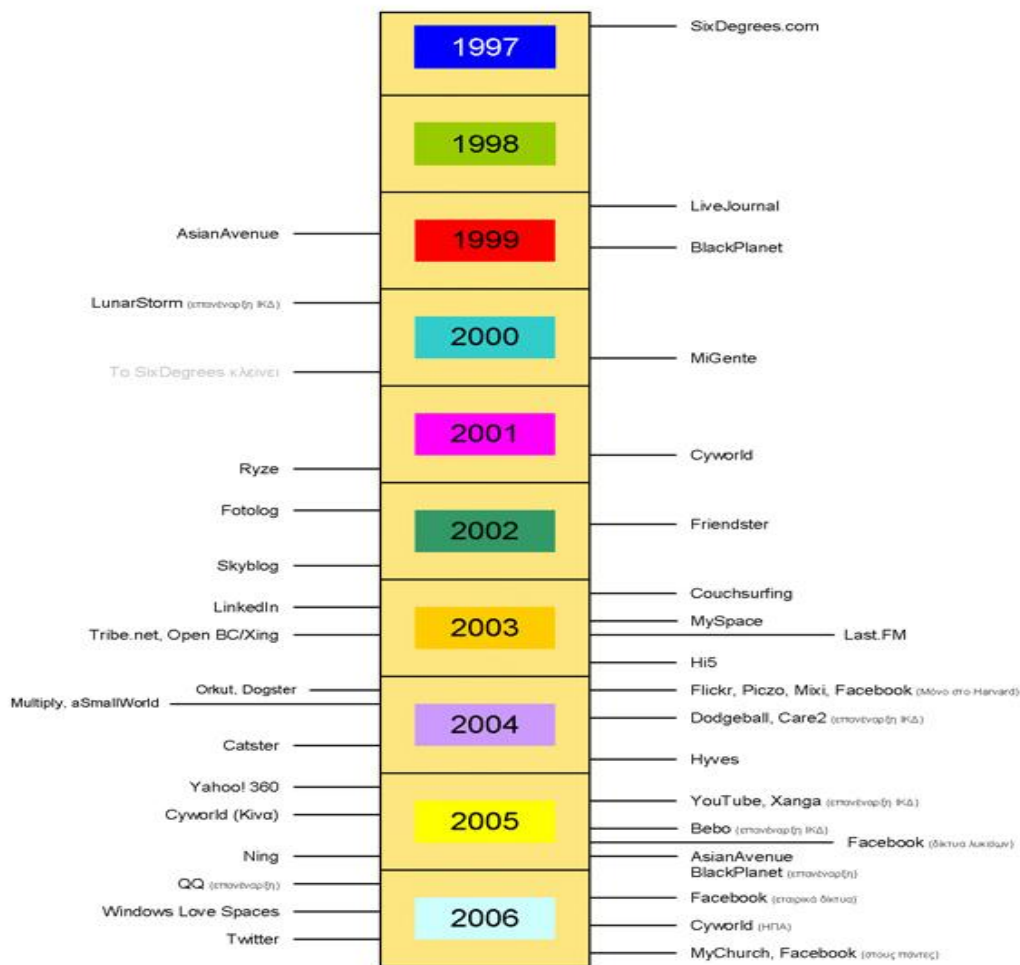 1997
SixDegrees.com
1998
LiveJournal
AsianAvenue
1999
BlackPlanet
LunarStorm (επανέναρξη ΙΚΔ)
2000
MiGente
Το SixDegrees κλείνει
2001
Cyworld
Ryze
Fotolog
2002
Friendster
Skyblog
Couchsurfing
LinkedIn
MySpace
2003
Tribe.net, Open BC/Xing
Last.FM
Hi5
Orkut, Dogster
Flickr, Piczo, Mixi, Facebook (Μόνο στο Harvard)
Multiply, aSmallWorld
Dodgeball, Care2 (επανέναρξη ΙΚΔ)
2004
Catster
Hyves
Yahoo! 360
YouTube, Xanga (επανέναρξη ΙΚΔ)
Cyworld (Κίνα)
2005
Bebo (επανέναρξη ΙΚΔ)
Facebook (δίκτυα λυκείων)
Ning
AsianAvenue
BlackPlanet (επανέναρξη)
QQ (επανέναρξη)
Facebook (εταιρικά δίκτυα)
Windows Love Spaces
2006
Cyworld (ΗΠΑ)
Twitter
MyChurch, Facebook (στους πάντες)